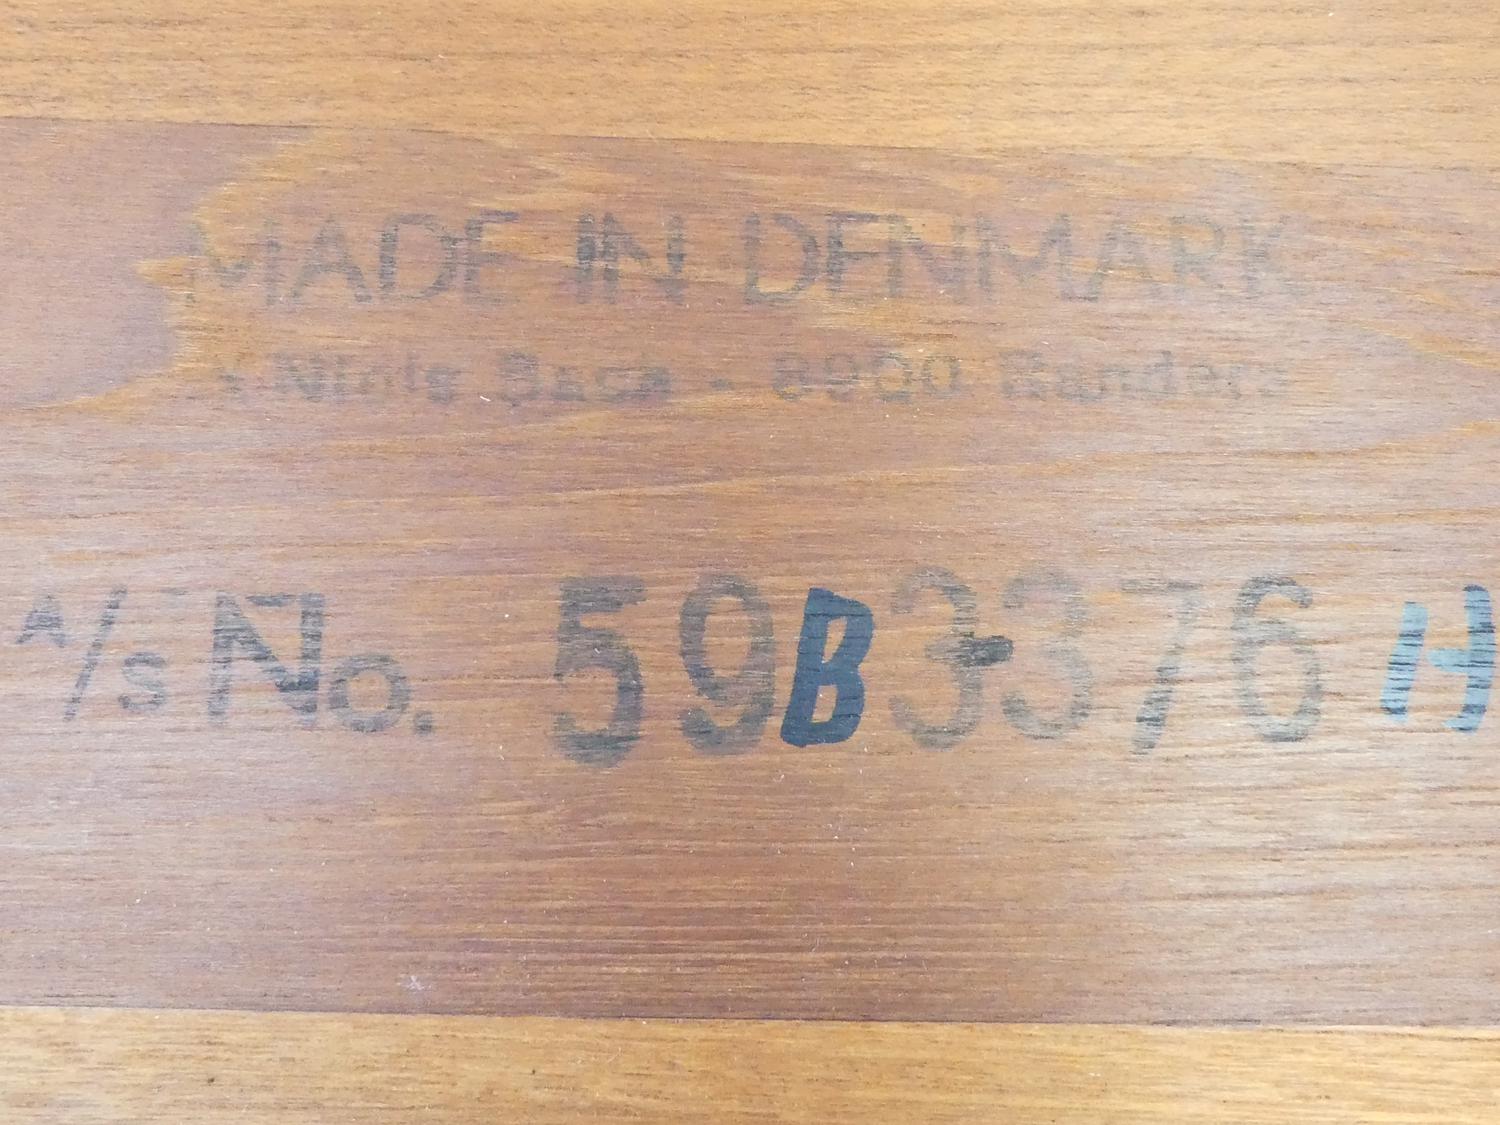 MADE IN DENMARK
Niels Bach - 8900 Randers
A/S No. 59B3376 H